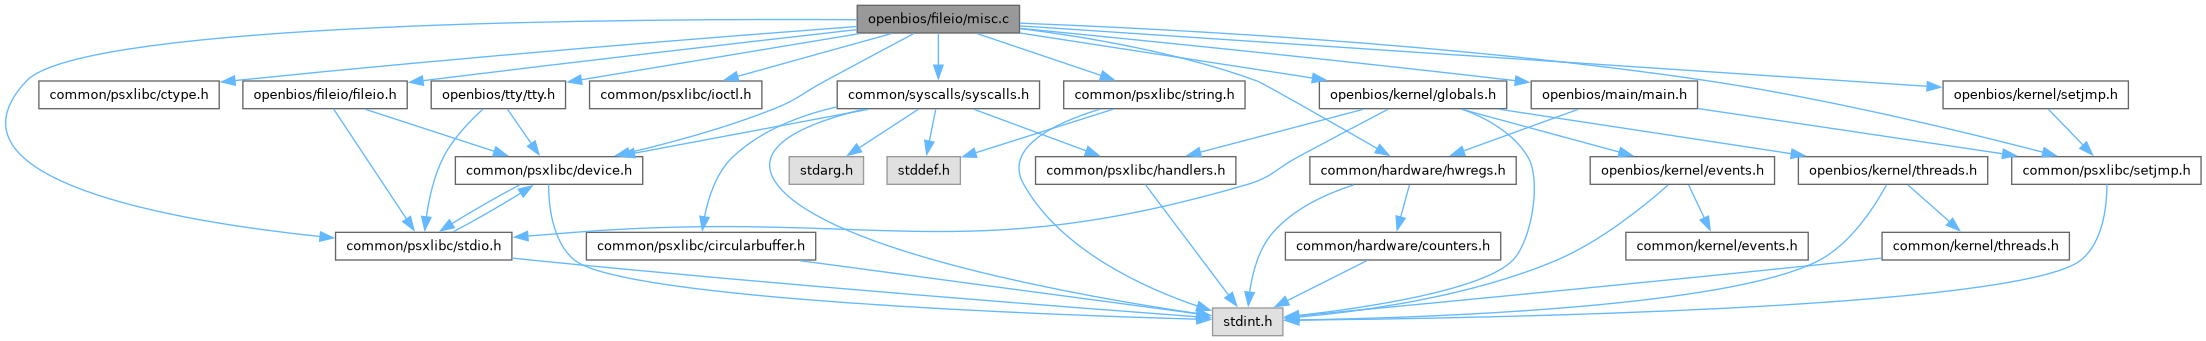 openbios/fileio/misc.c
common/psxlibc/ctype.h
openbios/fileio/fileio.h
openbios/tty/tty.h
common/psxlibc/ioctl.h
common/syscalls/syscalls.h
common/psxlibc/string.h
openbios/kernel/globals.h
openbios/main/main.h
openbios/kernel/setjmp.h
common/psxlibc/device.h
stdarg.h
stddef.h
common/psxlibc/handlers.h
common/hardware/hwregs.h
openbios/kernel/events.h
openbios/kernel/threads.h
common/psxlibc/setjmp.h
common/psxlibc/stdio.h
common/psxlibc/circularbuffer.h
common/hardware/counters.h
common/kernel/events.h
common/kernel/threads.h
stdint.h